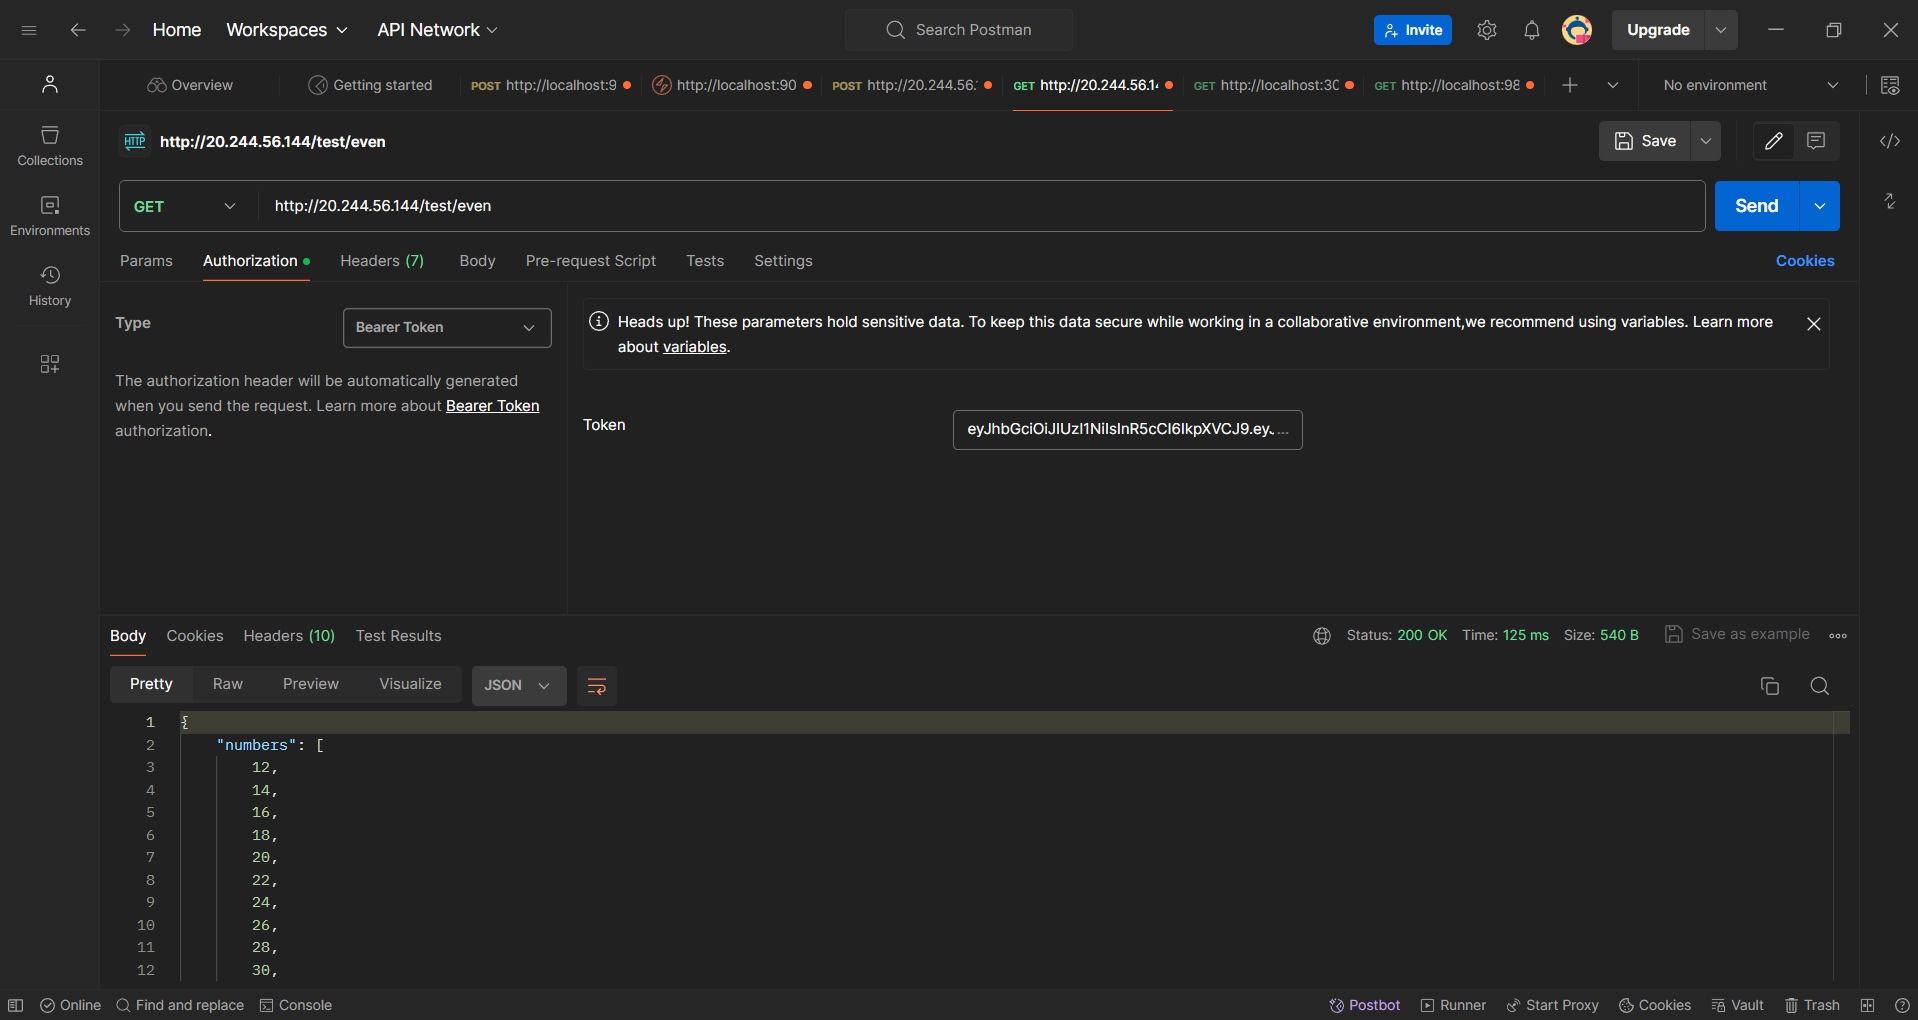 Home Workspaces API Network Search Postman Invite Upgrade
Overview Getting started POST http://localhost:9 http://localhost:90 POST http://20.244.56. GET http://20.244.56.14 GET http://localhost:30 GET http://localhost:98 No environment
HTTP http://20.244.56.144/test/even Save
Collections
GET http://20.244.56.144/test/even Send
Environments
Params Authorization Headers (7) Body Pre-request Script Tests Settings Cookies
History
Type Bearer Token
Heads up! These parameters hold sensitive data. To keep this data secure while working in a collaborative environment,we recommend using variables. Learn more
about variables.
The authorization header will be automatically generated
when you send the request. Learn more about Bearer Token
authorization.
Token eyJhbGciOiJIUzI1NiIsInR5cCI6IkpXVCJ9.eyJ...
Body Cookies Headers (10) Test Results Status: 200 OK Time: 125 ms Size: 540 B Save as example
Pretty Raw Preview Visualize JSON
1 {
2 "numbers": [
3 12,
4 14,
5 16,
6 18,
7 20,
8 22,
9 24,
10 26,
11 28,
12 30,
Online Find and replace Console Postbot Runner Start Proxy Cookies Vault Trash